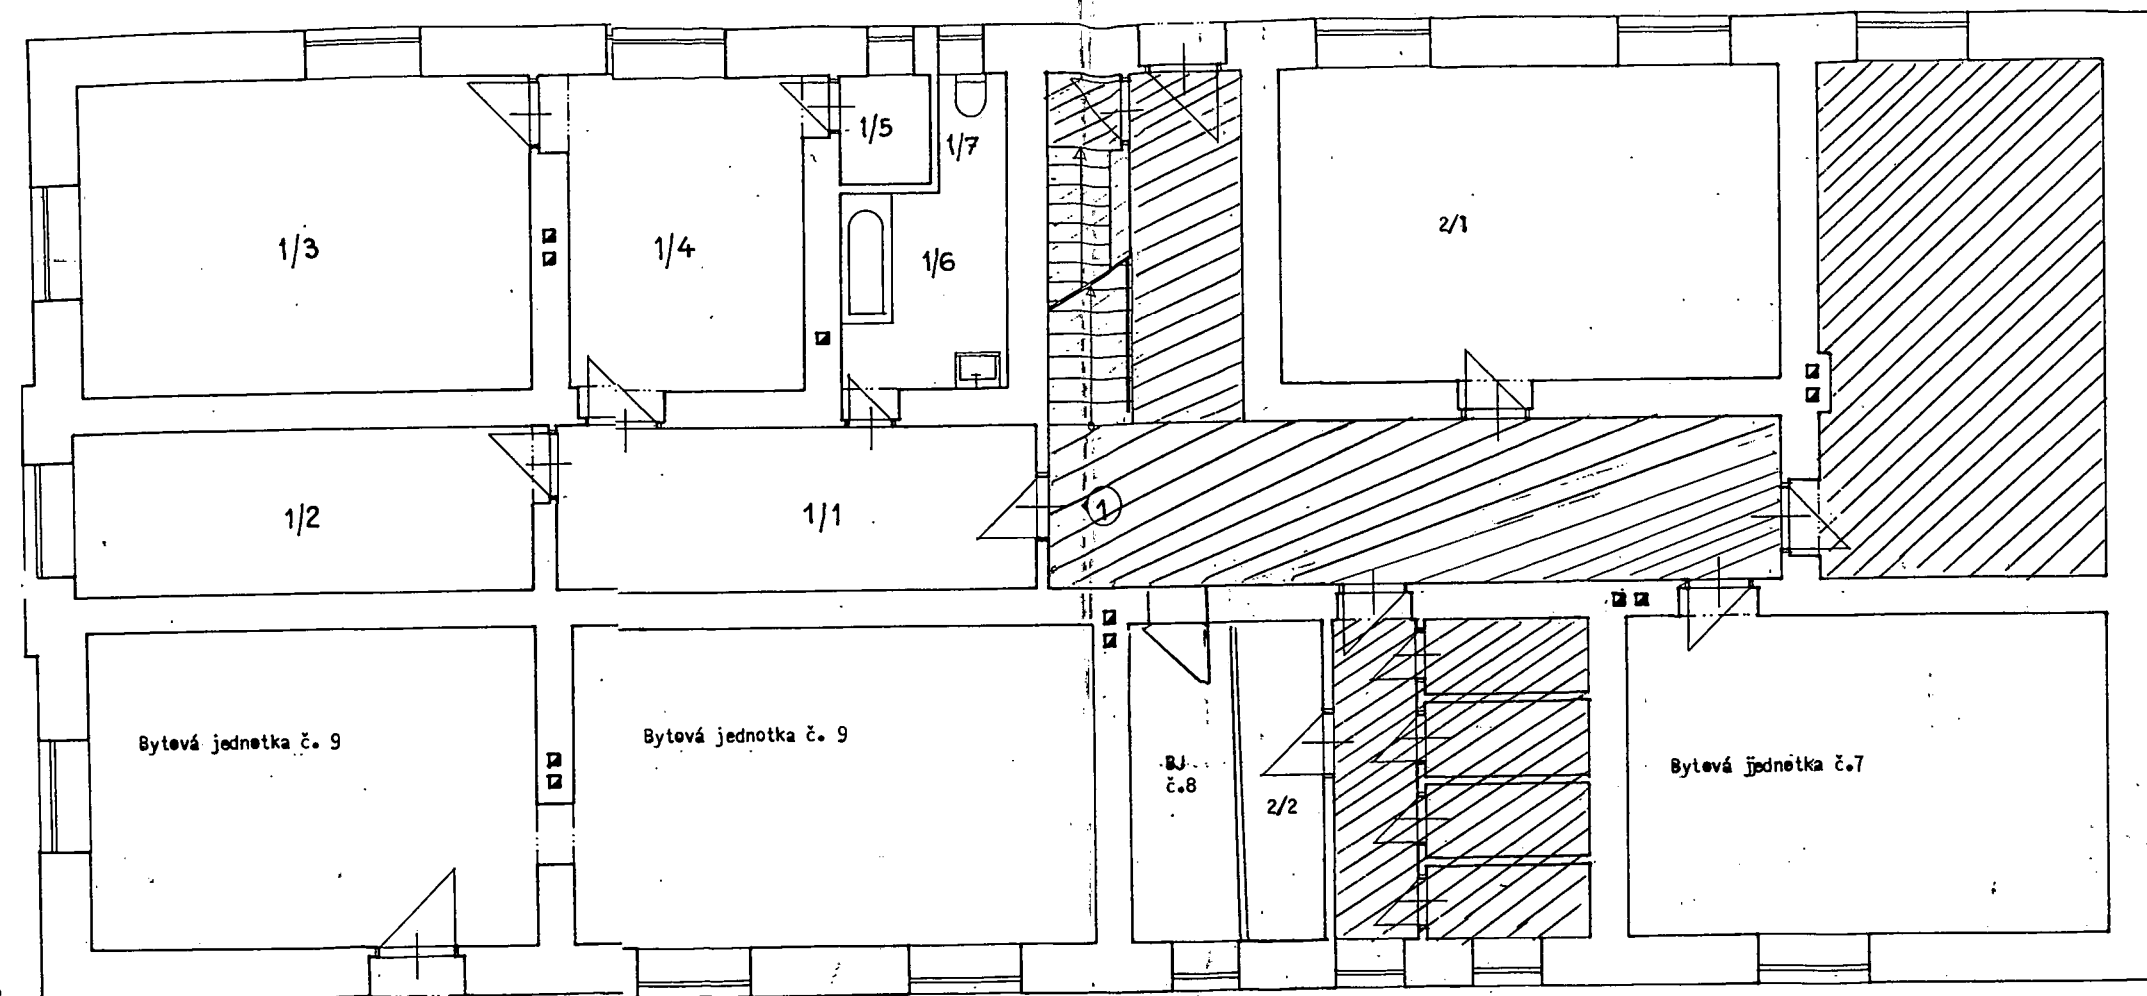 1/5
1/7
1/3
1/4
1/6
2/1
1/2
1/1
1
Bytová jednotka č. 9
Bytová jednotka č. 9
BJ
č.8
2/2
Bytová jednotka č.7